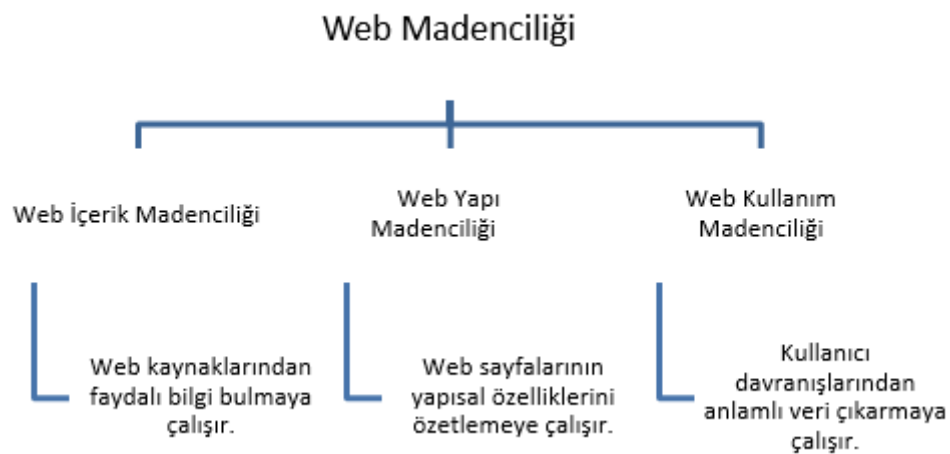 Web Madenciliği
Web İçerik Madenciliği
Web Yapı
Madenciliği
Web Kullanım
Madenciliği
Web kaynaklarından
faydalı bilgi bulmaya
çalışır.
Web sayfalarının
yapısal özelliklerini
özetlemeye çalışır.
Kullanıcı
davranışlarından
anlamlı veri çıkarmaya
çalışır.